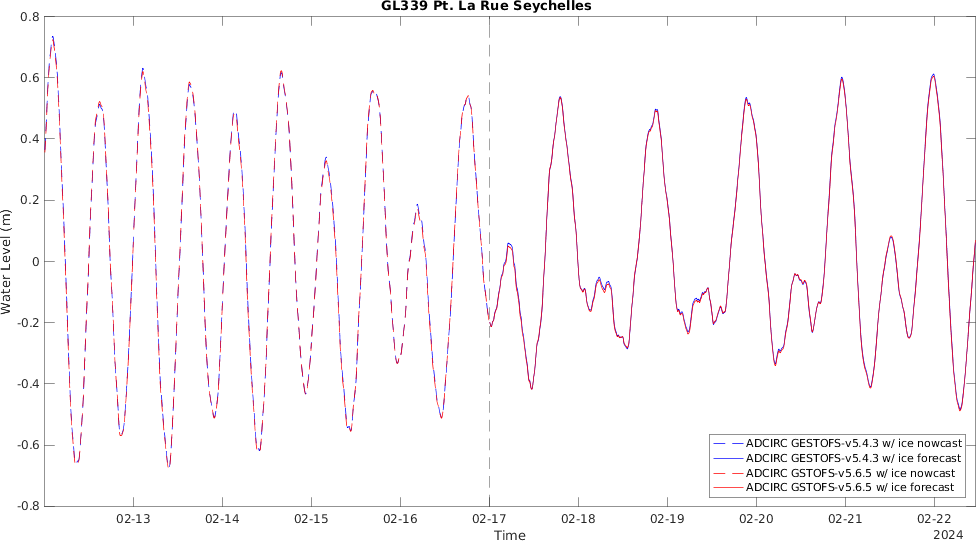 GL339 Pt. La Rue Seychelles
Water Level (m)
0.8
0.6
0.4
0.2
0
-0.2
-0.4
-0.6
-0.8
ADCIRC GESTOFS-v5.4.3 w/ ice nowcast
ADCIRC GESTOFS-v5.4.3 w/ ice forecast
ADCIRC GSTOFS-v5.6.5 w/ ice nowcast
ADCIRC GSTOFS-v5.6.5 w/ ice forecast
02-13 02-14 02-15 02-16 02-17 02-18 02-19 02-20 02-21 02-22
Time
2024